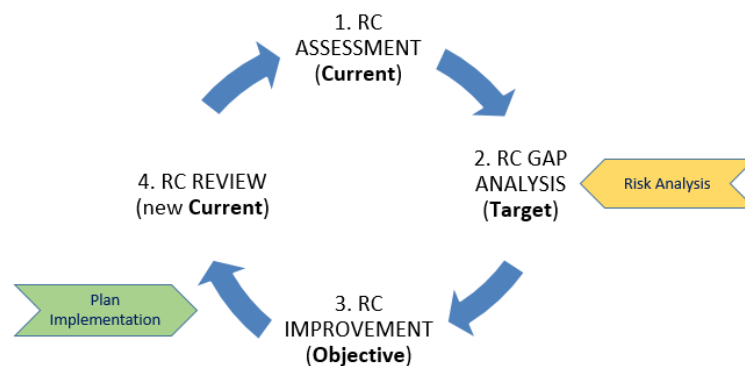 1. RC
ASSESSMENT
(Current)
2. RC GAP
ANALYSIS
(Target)
Risk Analysis
3. RC
IMPROVEMENT
(Objective)
Plan
Implementation
4. RC REVIEW
(new Current)